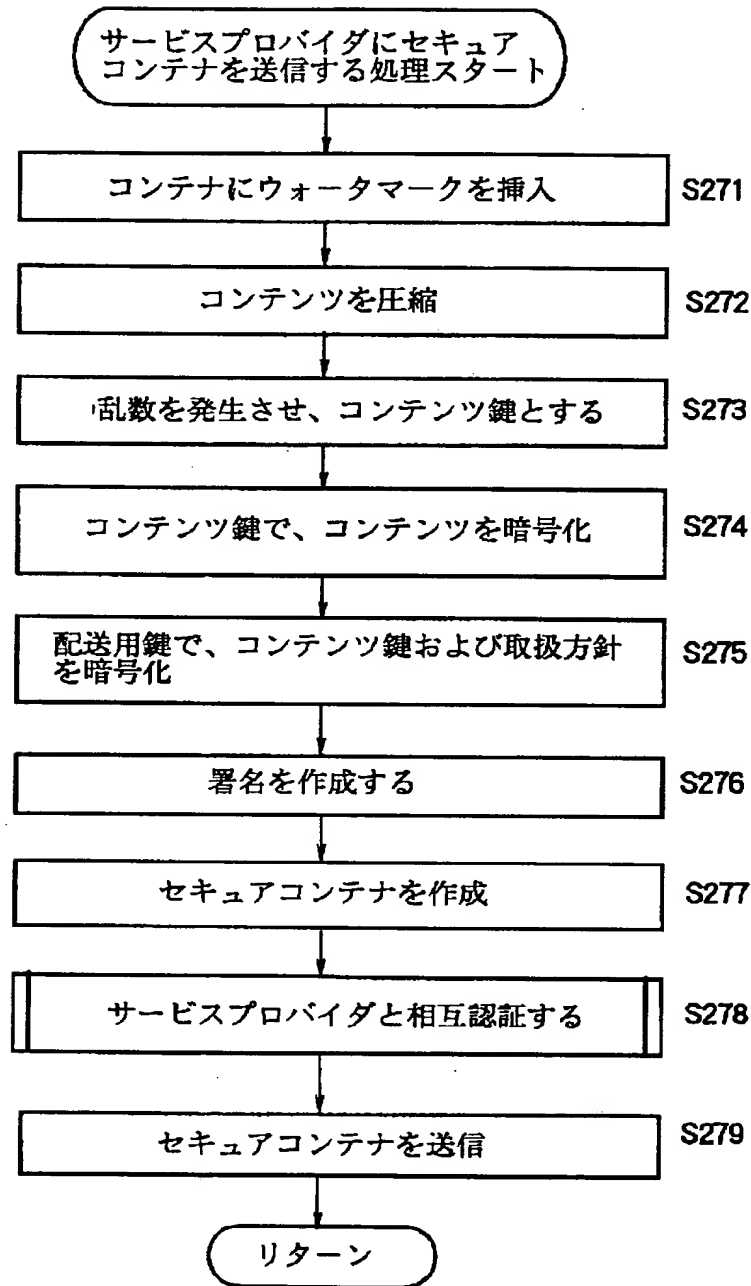 サービスプロバイダにセキュア
コンテナを送信する処理スタート
コンテナにウォータマークを挿入
S271
コンテンツを圧縮
S272
乱数を発生させ、コンテンツ鍵とする
S273
コンテンツ鍵で、コンテンツを暗号化
S274
配送用鍵で、コンテンツ鍵および取扱方針
を暗号化
S275
署名を作成する
S276
セキュアコンテナを作成
S277
サービスプロバイダと相互認証する
S278
セキュアコンテナを送信
S279
リターン